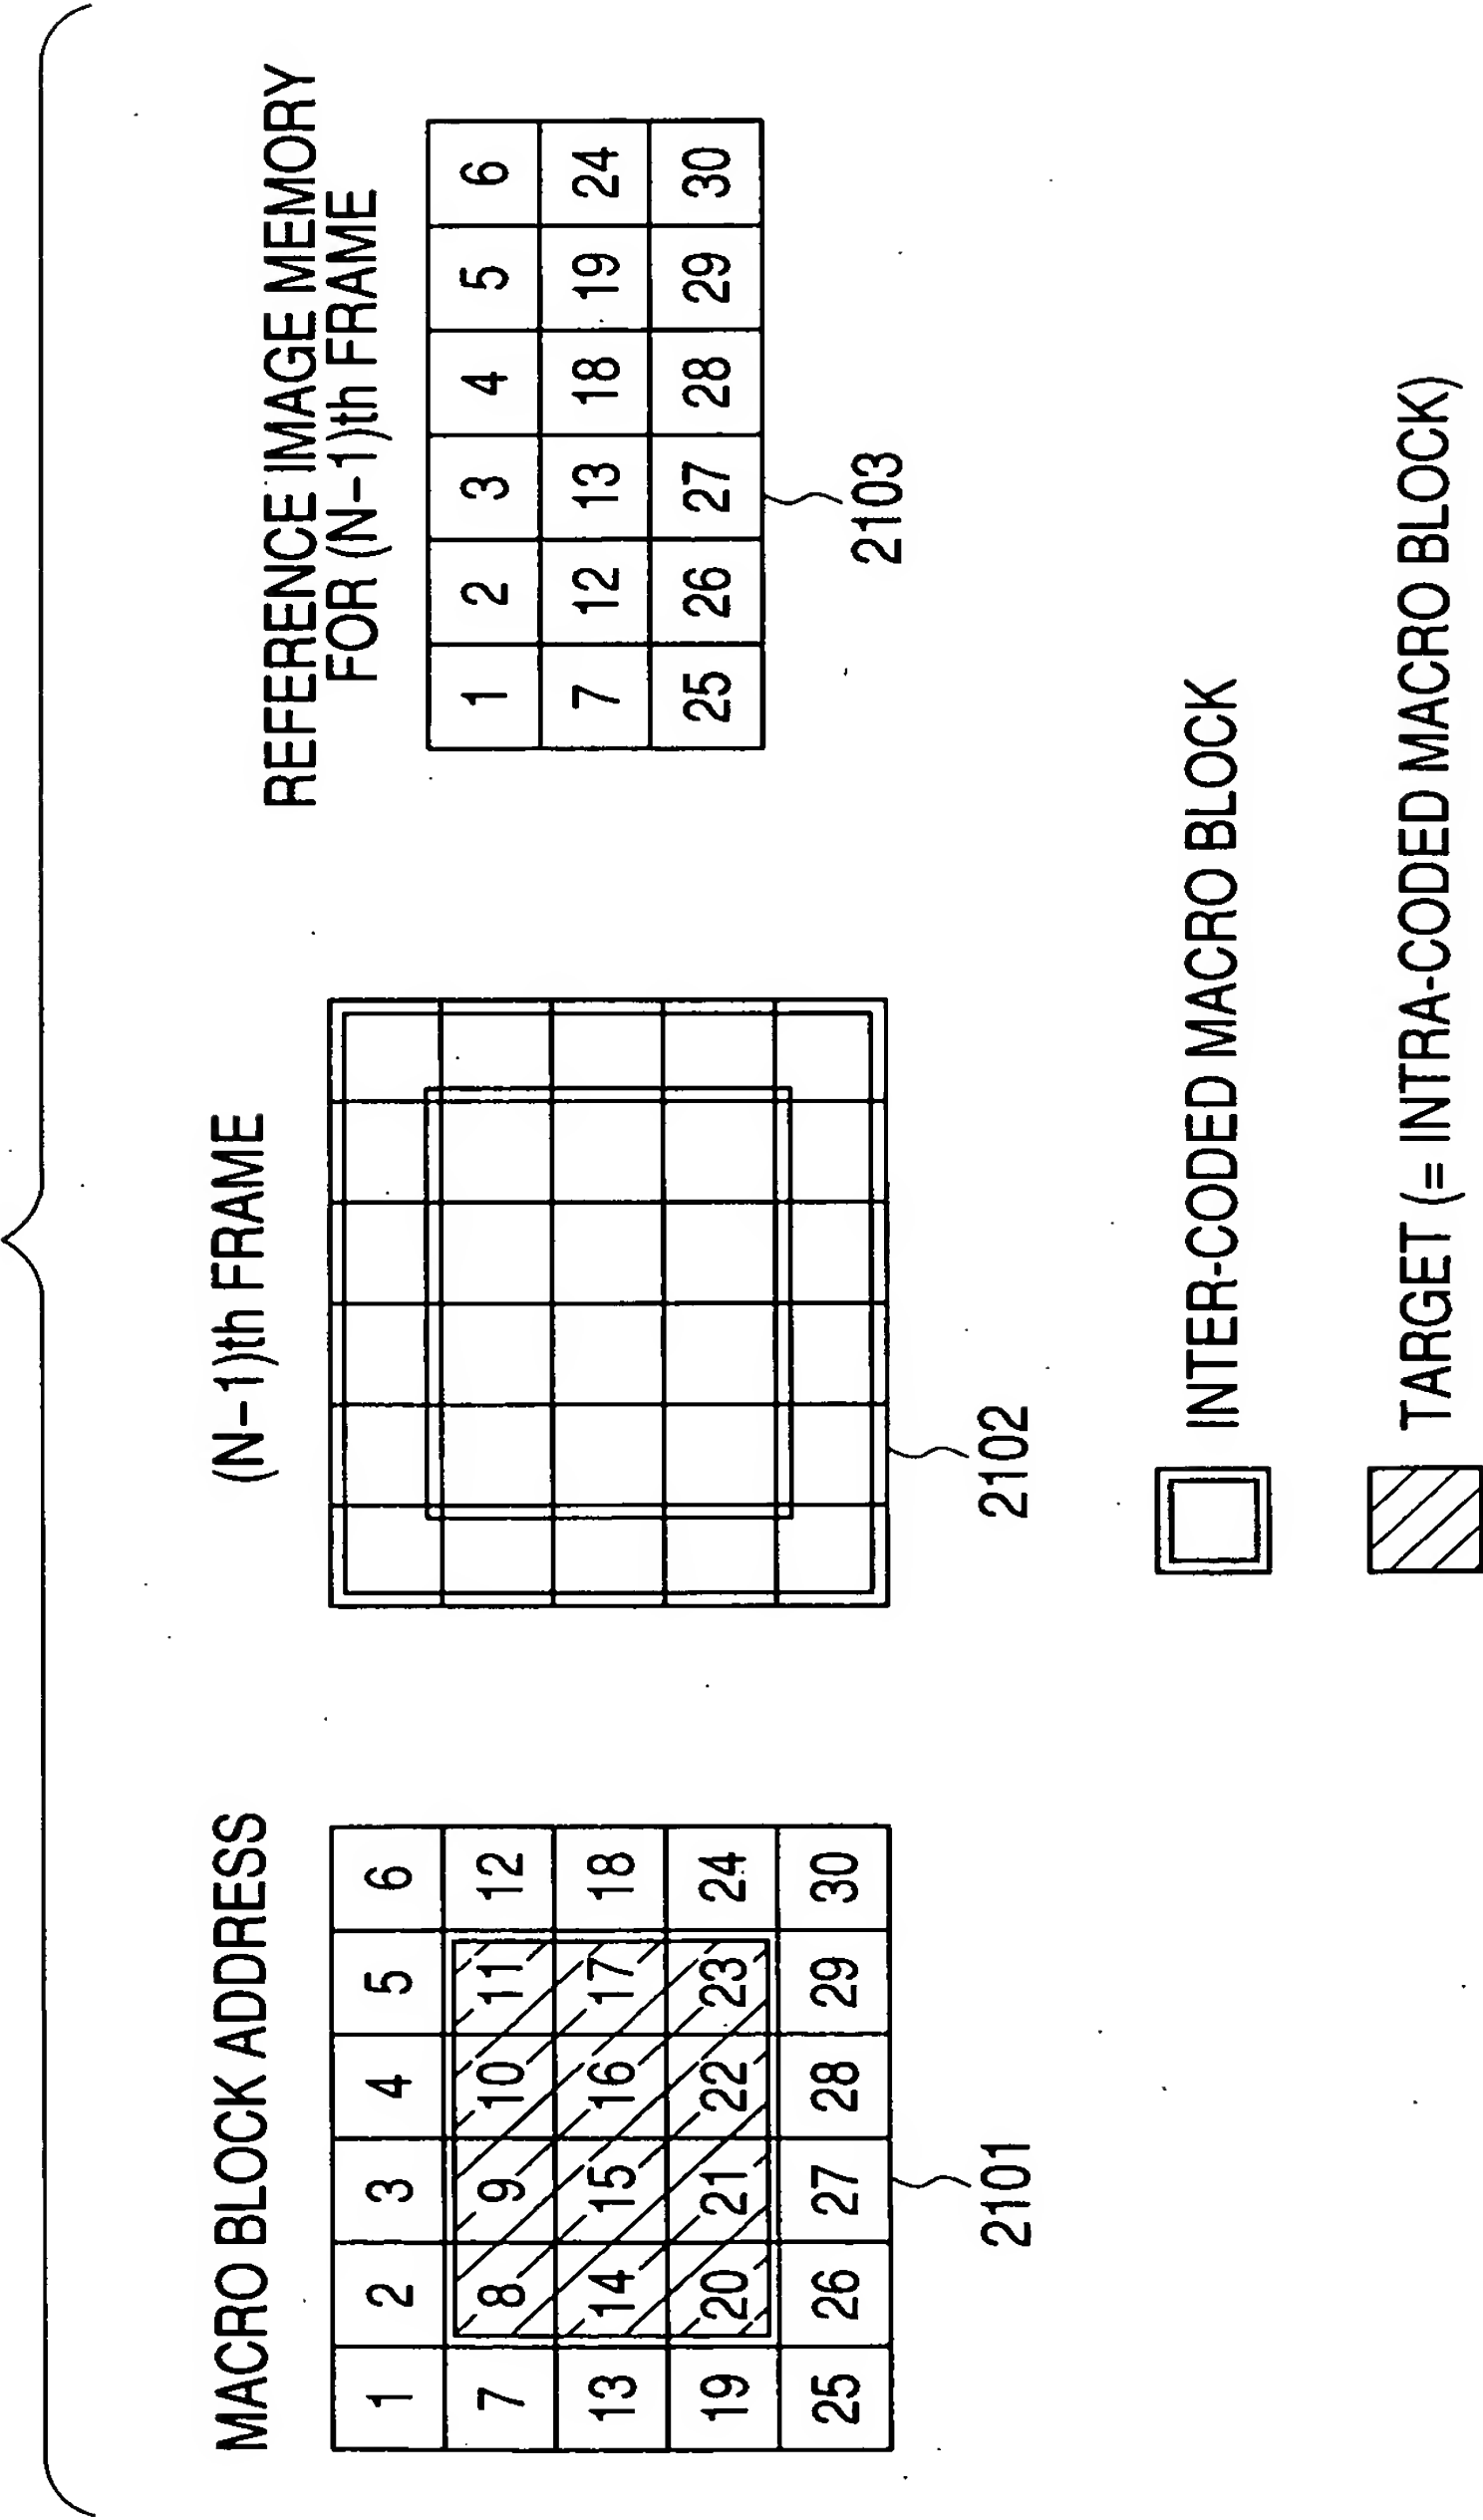 MACRO BLOCK ADDRESS
1 2 3 4 5 6
7 8 9 10 11 12
13 14 15 16 17 18
19 20 21 22 23 24
25 26 27 28 29 30
2101
(N-1)th FRAME
2102
REFERENCE IMAGE MEMORY
FOR (N-1)th FRAME
1 2 3 4 5 6
7 12 13 18 19 24
25 26 27 28 29 30
2103
INTER-CODED MACRO BLOCK
TARGET (= INTRA-CODED MACRO BLOCK)